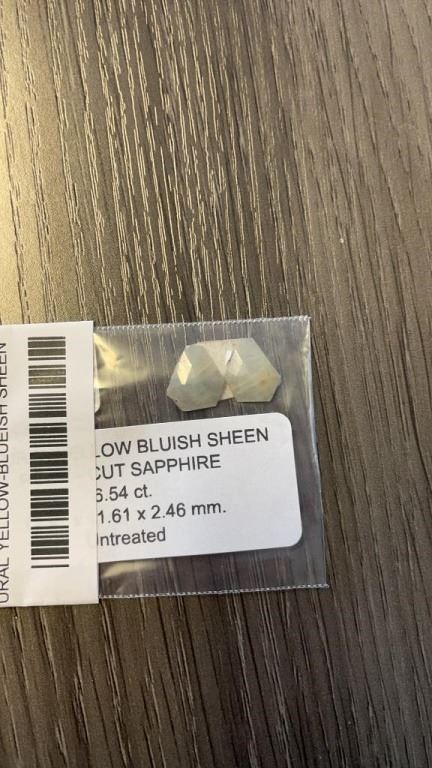 URAL YELLOW-BLUEISH SHEEN
LOW BLUISH SHEEN
CUT SAPPHIRE
6.54 ct.
1.61 x 2.46 mm.
ntreated